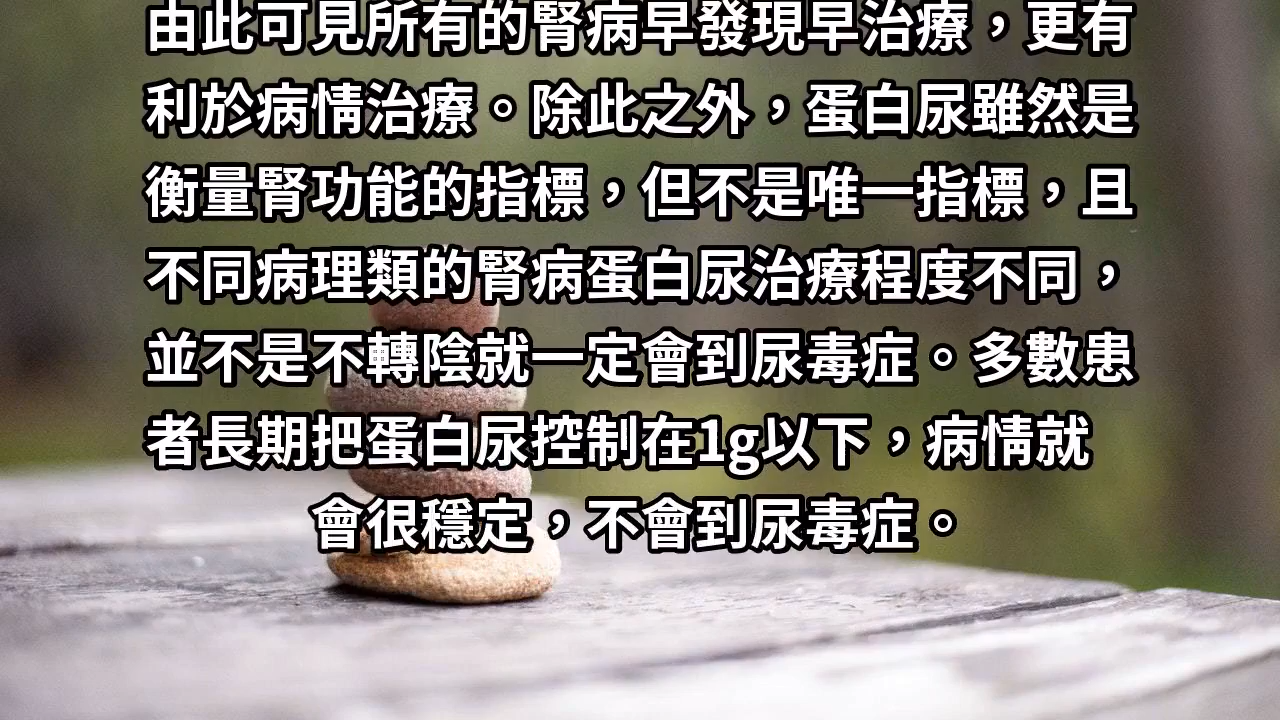 由此可見所有的腎病早發現早治療，更有
利於病情治療。除此之外，蛋白尿雖然是
衡量腎功能的指標，但不是唯一指標，且
不同病理類的腎病蛋白尿治療程度不同，
並不是不轉陰就一定會到尿毒症。多數患
者長期把蛋白尿控制在1g以下，病情就
會很穩定，不會到尿毒症。